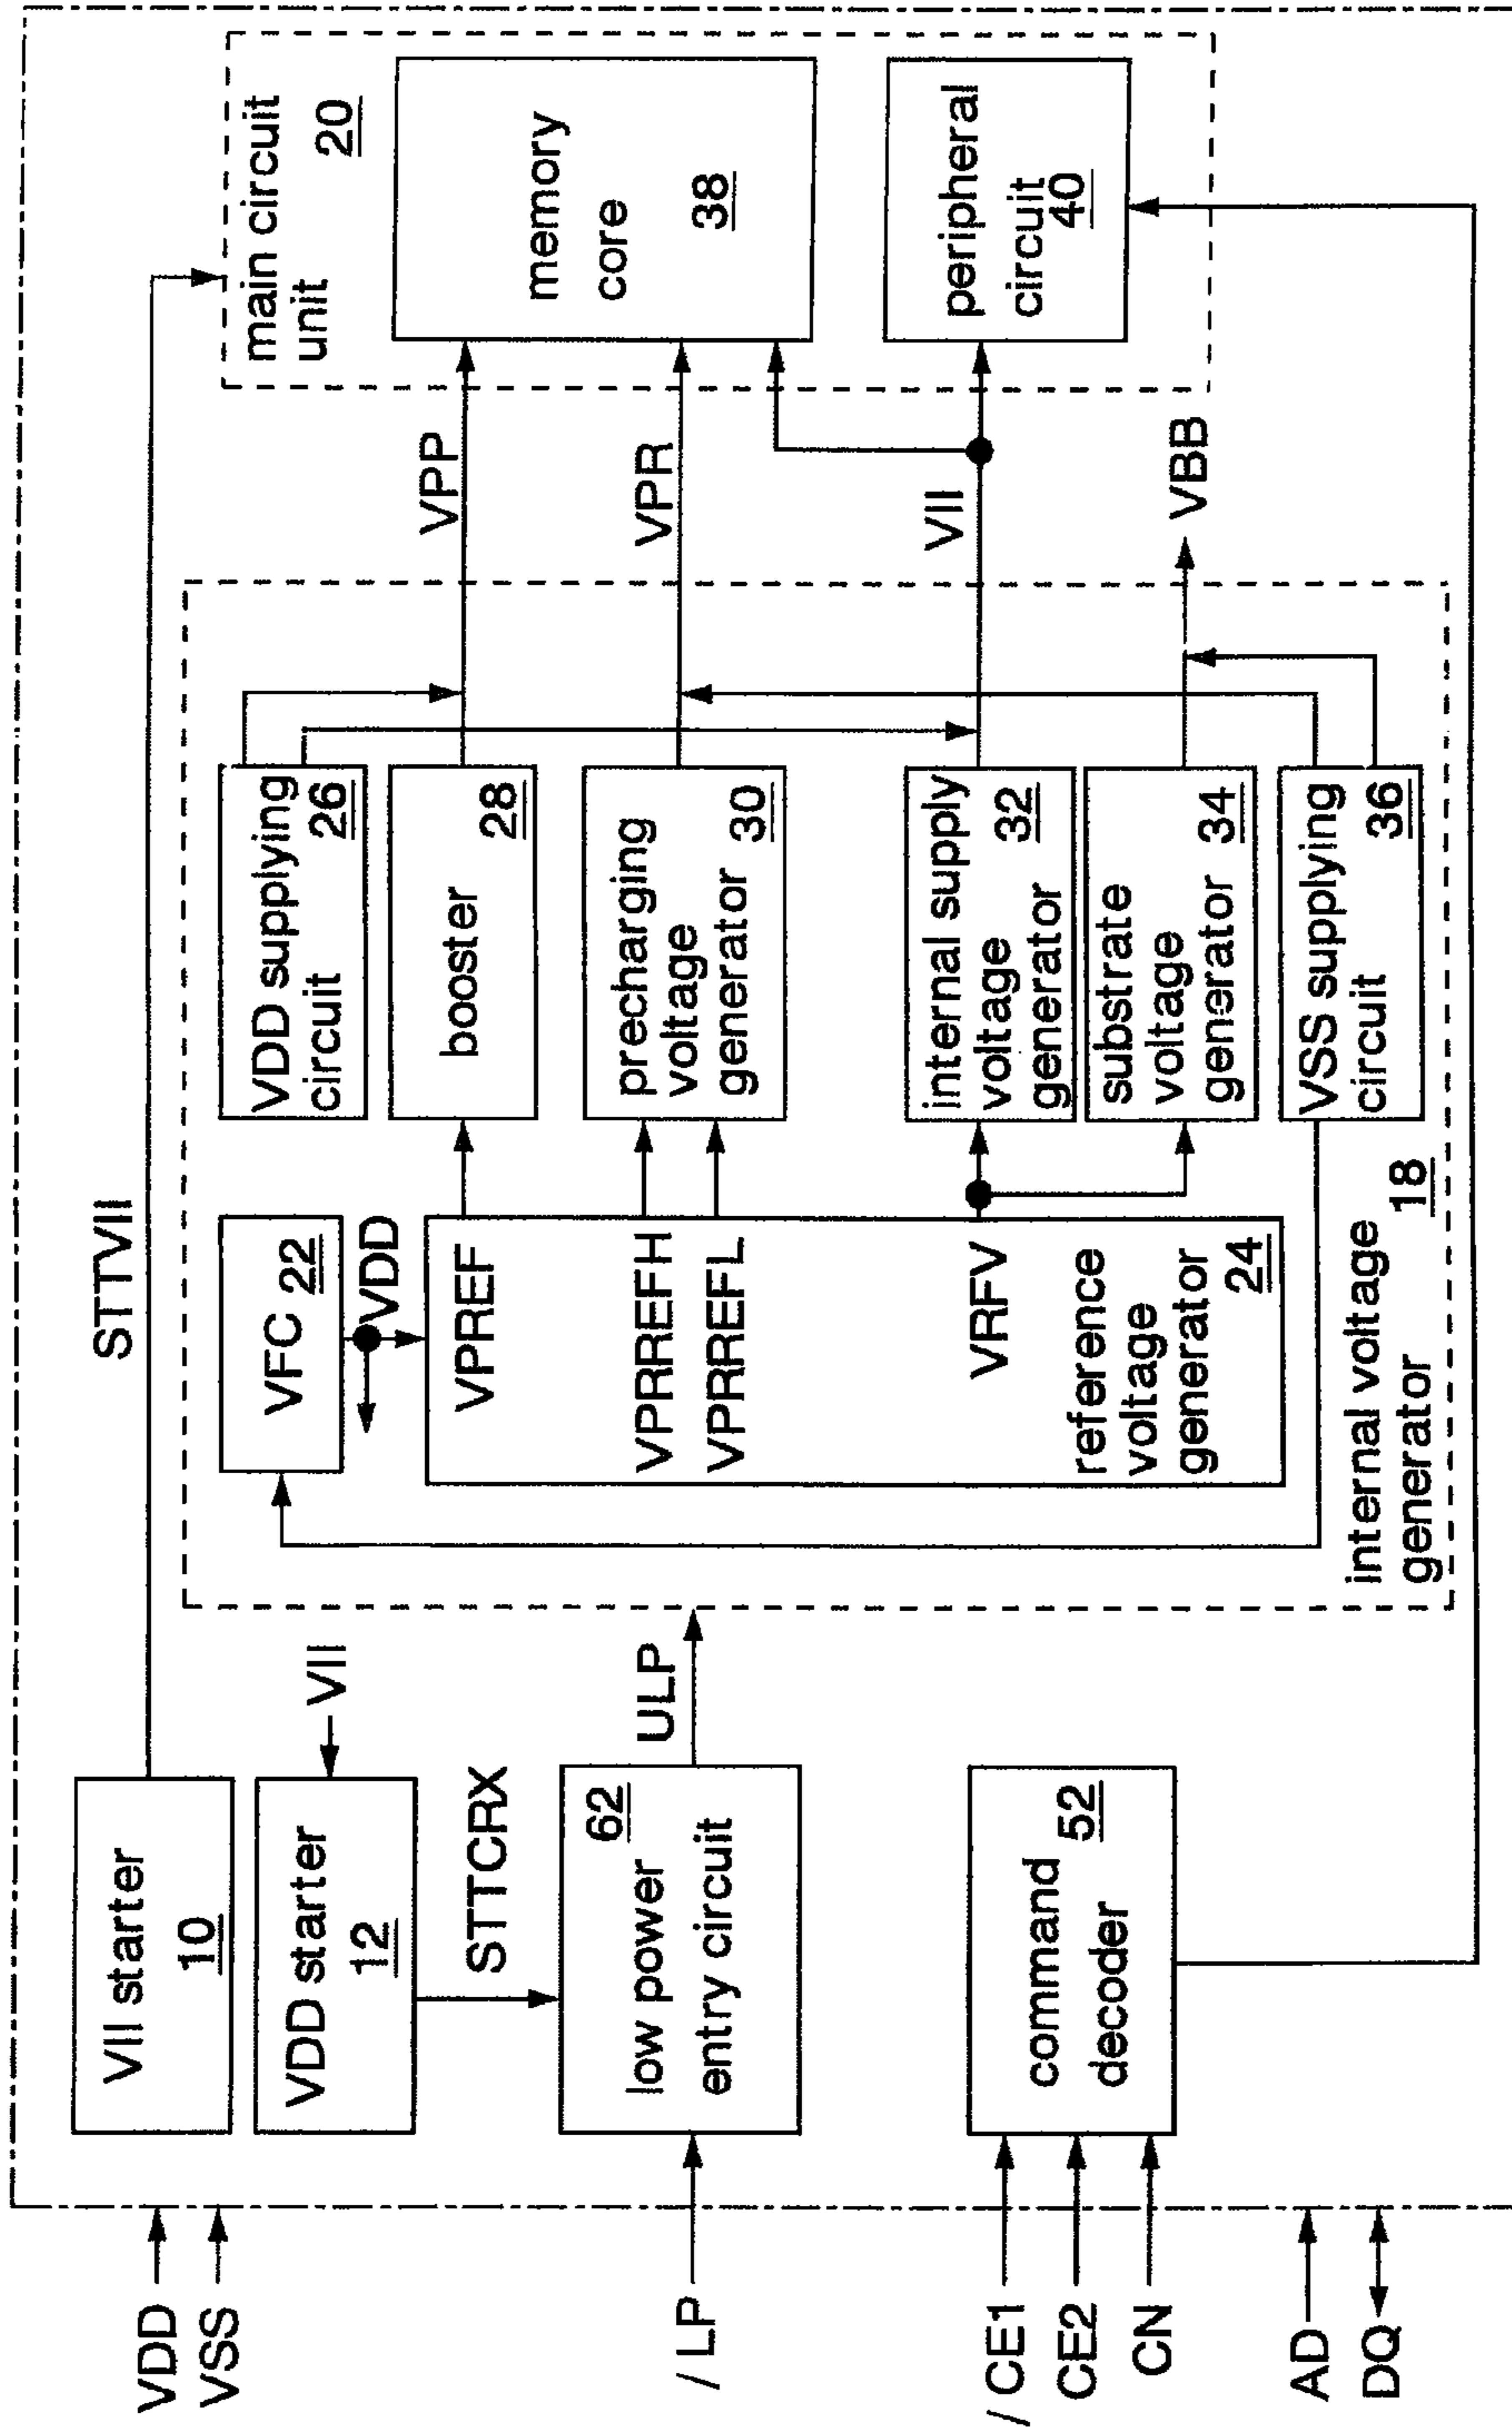 VDD
VSS
/ LP
/ CE1
CE2
CN
AD
DQ
VII starter
10
VDD starter
12
VII
STTCRX
low power
62
entry circuit
ULP
command
52
decoder
STTVII
VFC
22
VDD
VPREF
VPRREFH
VPRREFL
VRFV
reference
voltage
generator
24
internal voltage
generator
18
VDD supplying
circuit
26
booster
28
precharging
voltage
generator
30
internal supply
voltage
generator
32
substrate
voltage
generator
34
VSS supplying
circuit
36
VPP
VPR
VII
VBB
main circuit
unit
20
memory
core
38
peripheral
circuit
40